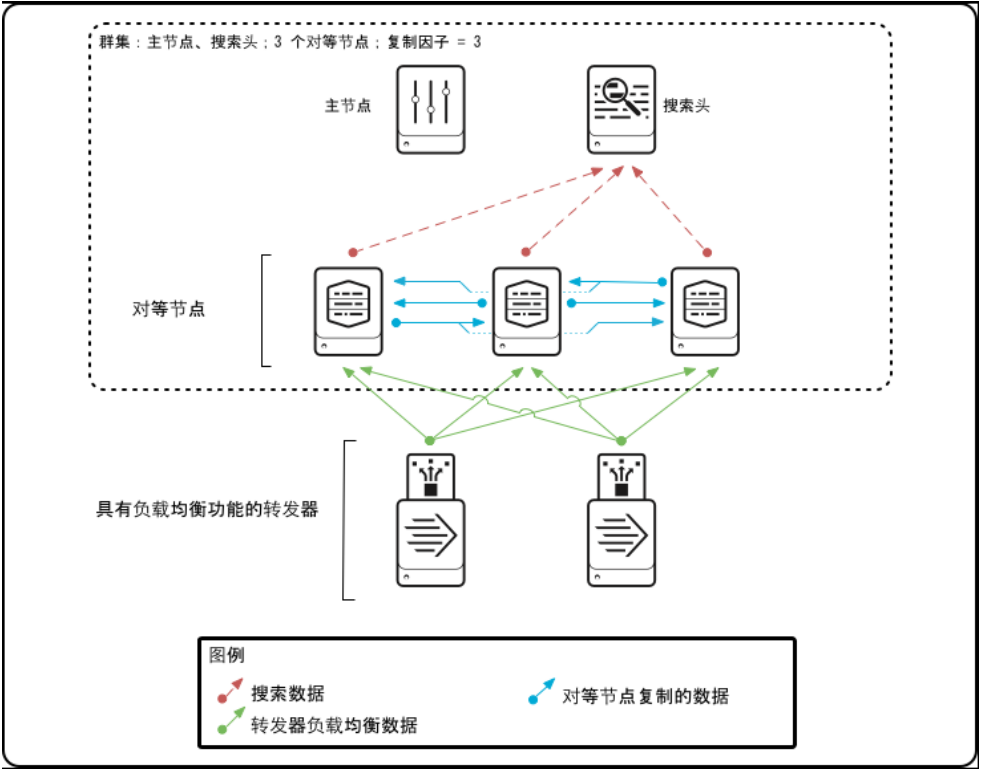 群集：主节点、搜索头；3 个对等节点；复制因子 = 3
主节点
搜索头
对等节点
具有负载均衡功能的转发器
图例
搜索数据
对等节点复制的数据
转发器负载均衡数据